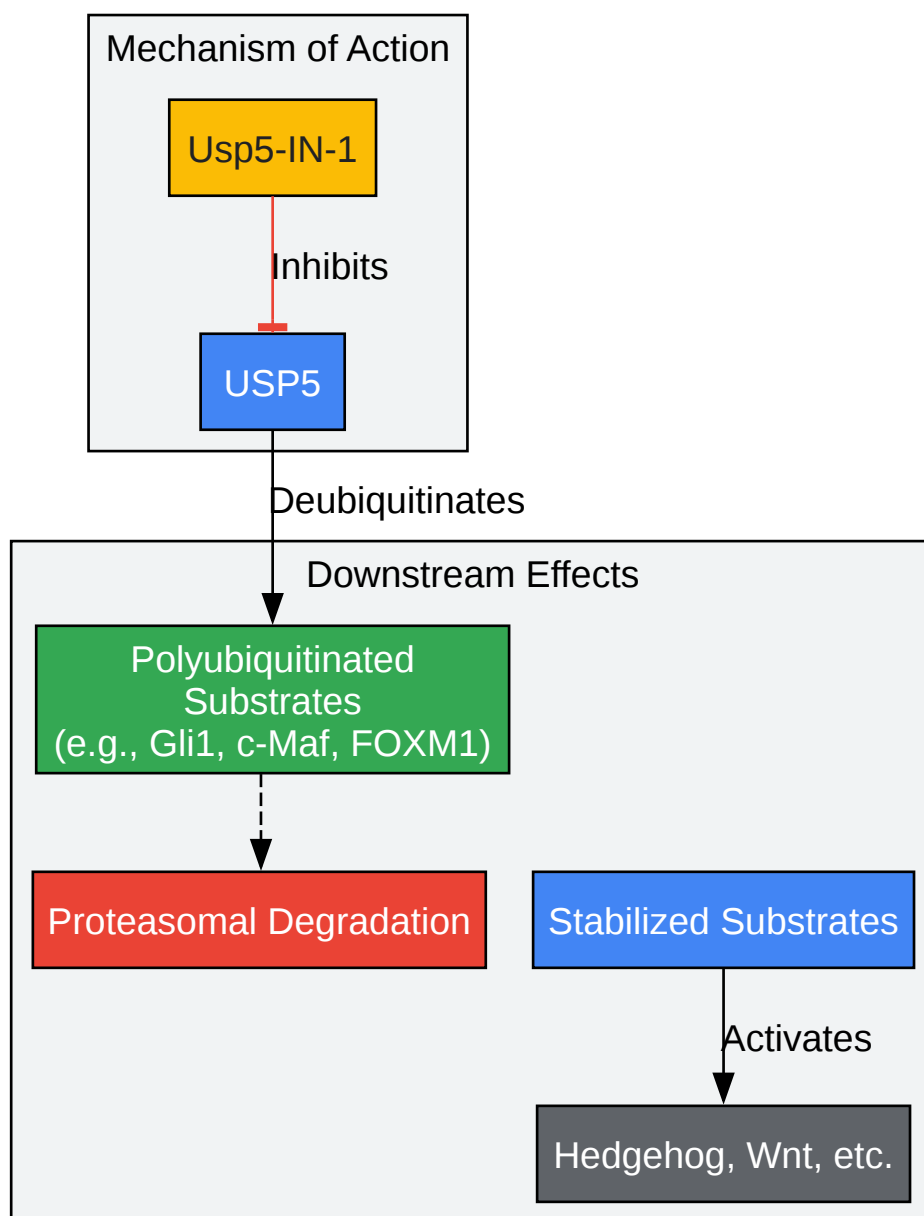 Mechanism of Action
Usp5-IN-1
Inhibits
USP5
Deubiquitinates
Downstream Effects
Polyubiquitinated
Substrates
(e.g., Gli1, c-Maf, FOXM1)
Proteasomal Degradation
Stabilized Substrates
Activates
Hedgehog, Wnt, etc.